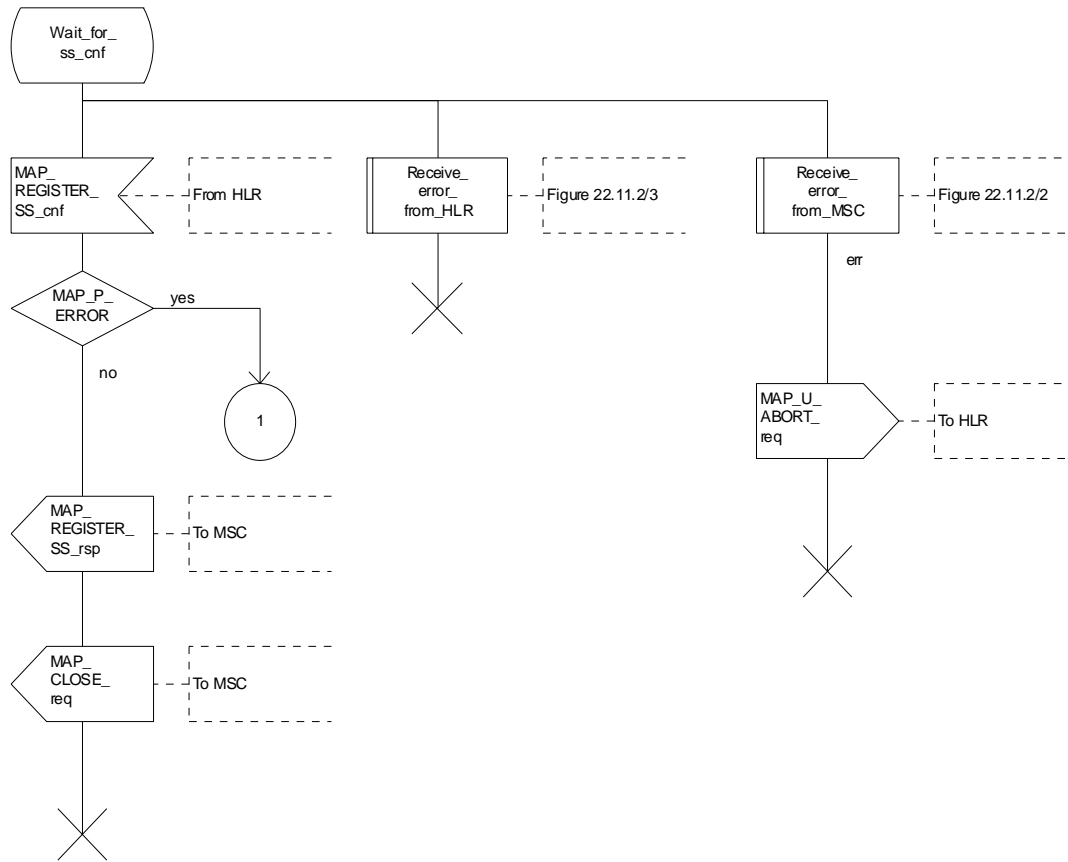 Wait_for_
ss_cnf
MAP_
REGISTER_
SS_cnf
From HLR
Receive_
error_
from_HLR
Figure 22.11.2/3
Receive_
error_
from_MSC
Figure 22.11.2/2
err
MAP_P_
ERROR
yes
no
1
MAP_U_
ABORT_
req
To HLR
MAP_
REGISTER_
SS_rsp
To MSC
MAP_
CLOSE_
req
To MSC